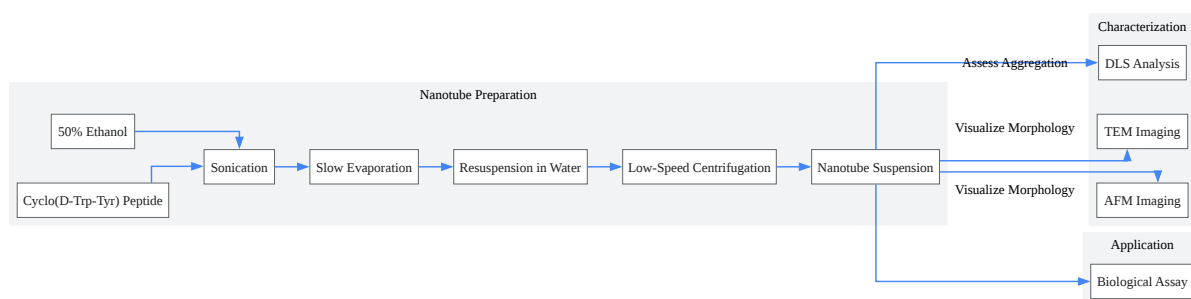 Characterization
Assess Aggregation
DLS Analysis
Nanotube Preparation
50% Ethanol
Visualize Morphology
TEM Imaging
Sonication
Slow Evaporation
Resuspension in Water
Low-Speed Centrifugation
Nanotube Suspension
Cyclo(D-Trp-Tyr) Peptide
Visualize Morphology
AFM Imaging
Application
Biological Assay